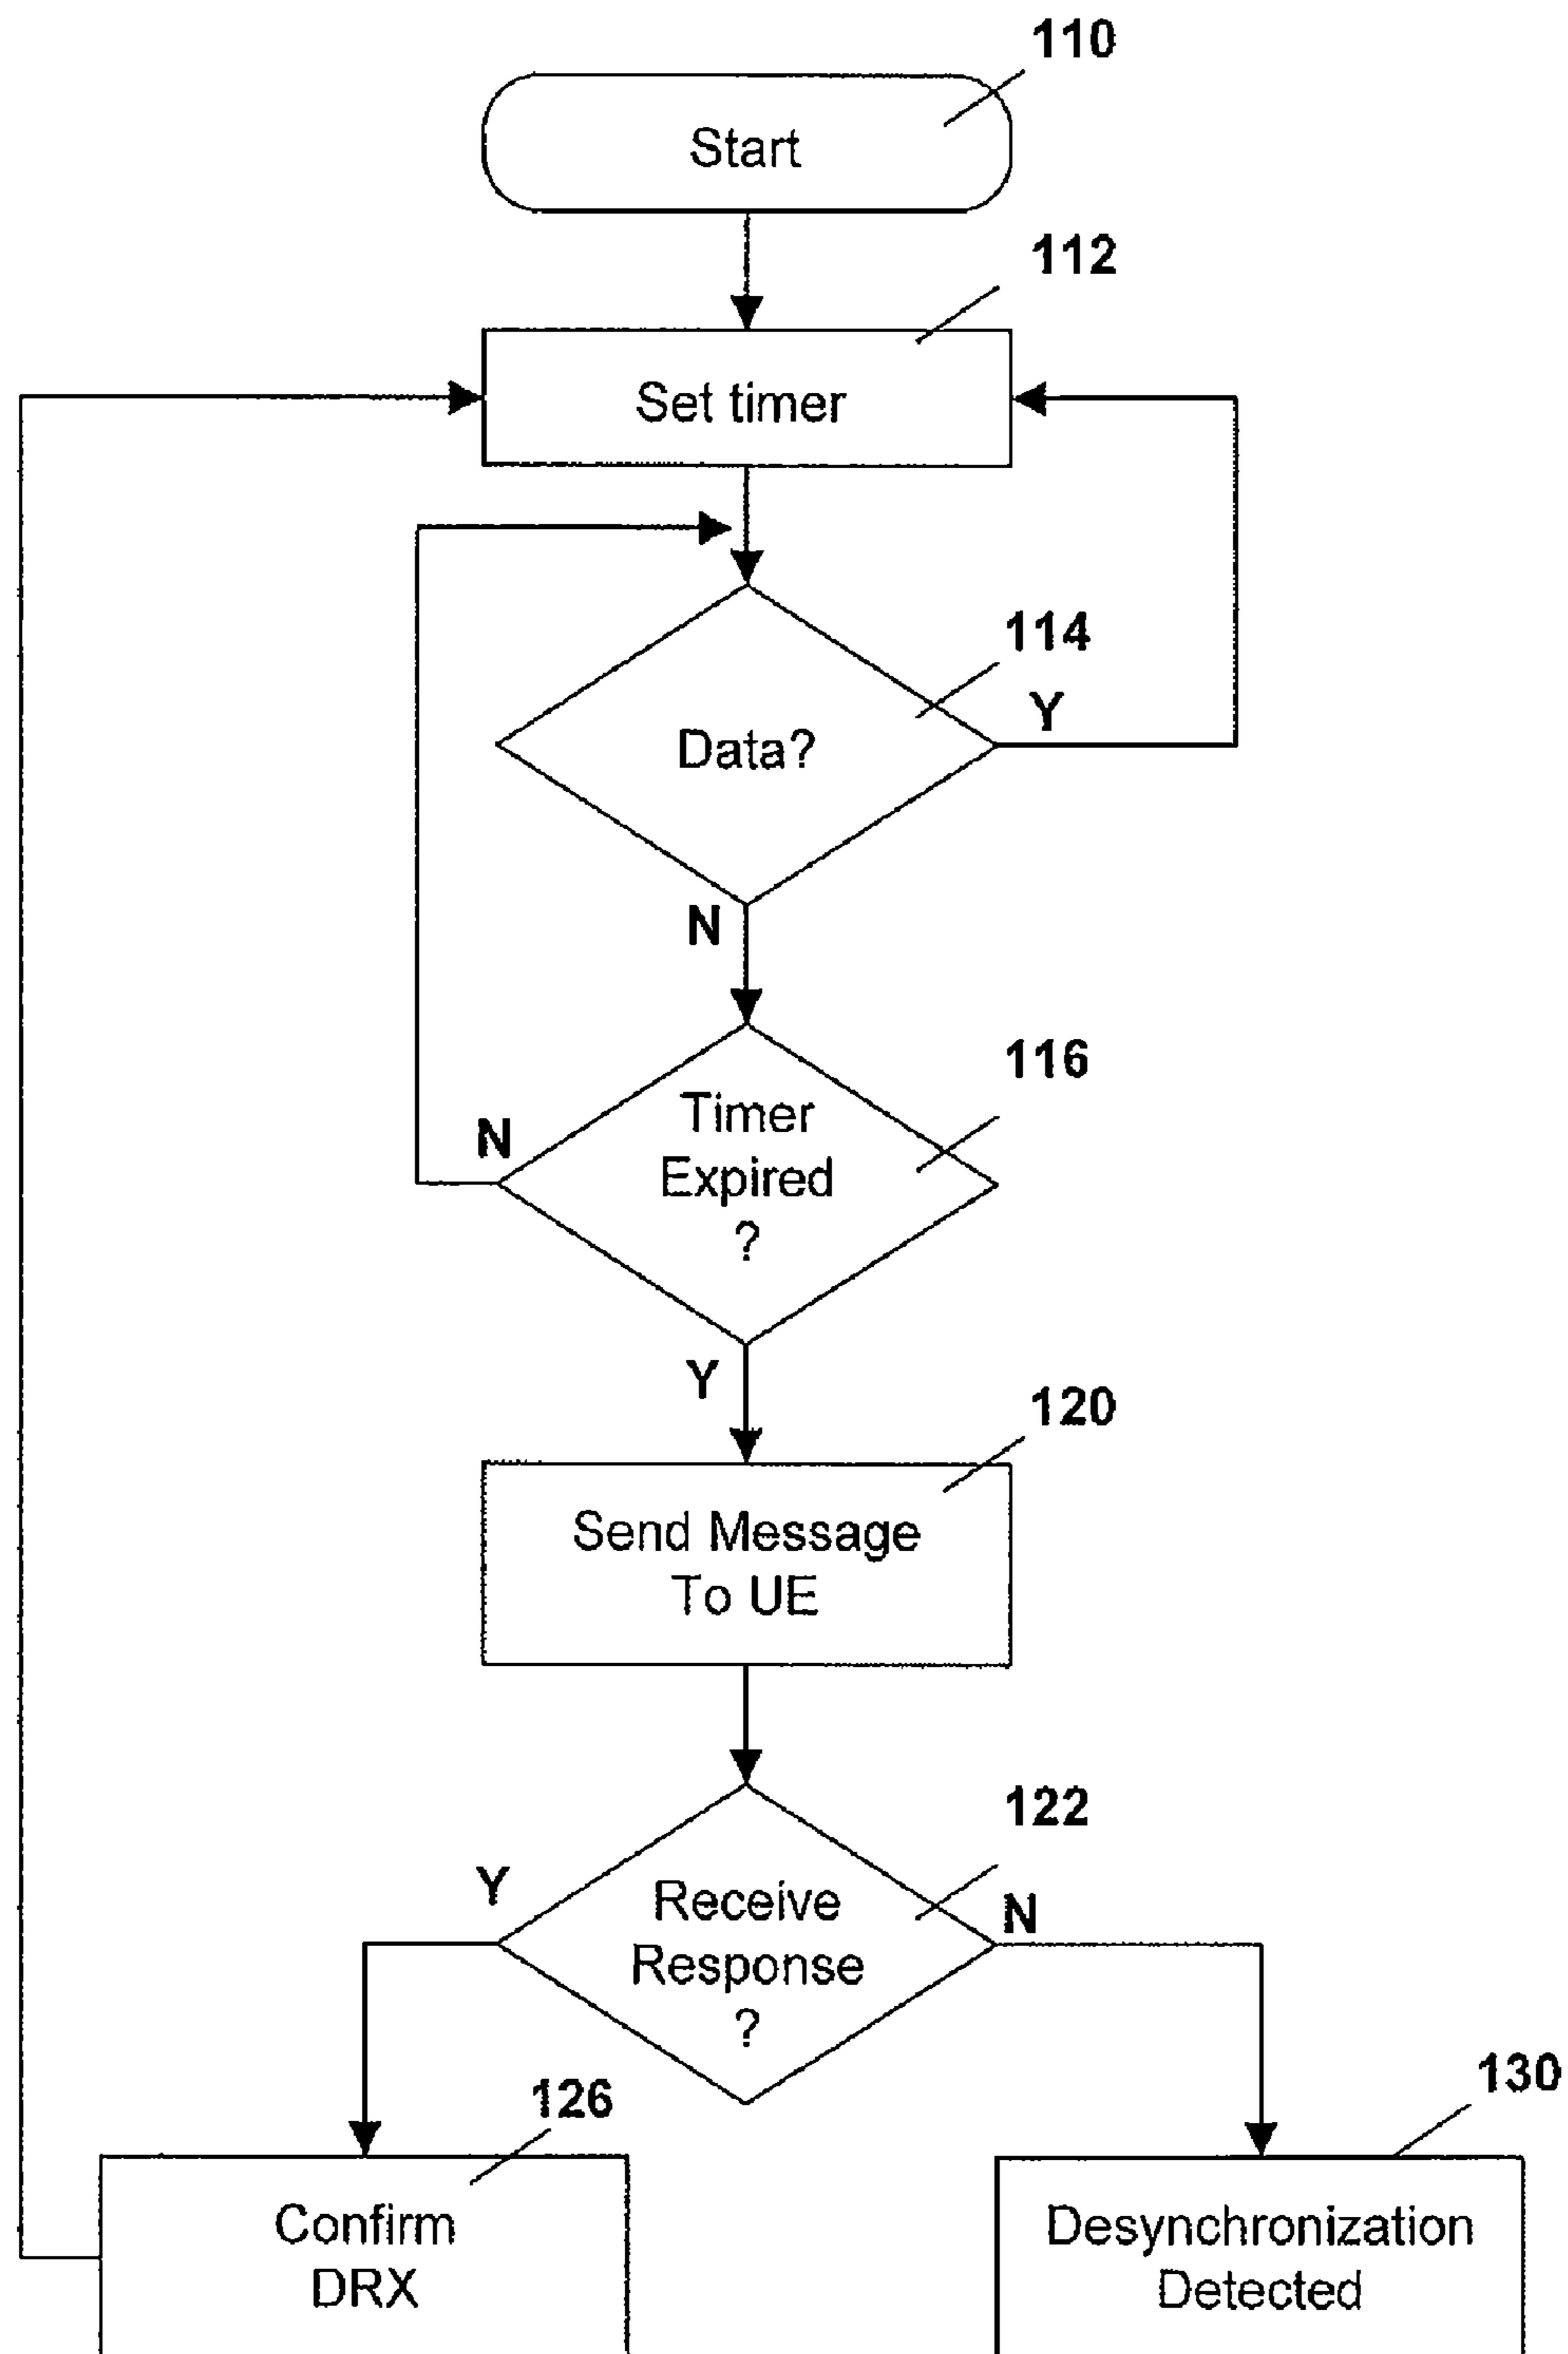 110
Start
112
Set timer
114
Data?
Y
N
116
Timer
Expired
?
N
Y
120
Send Message
To UE
122
Receive
Response
?
Y
N
126
Confirm
DRX
130
Desynchronization
Detected